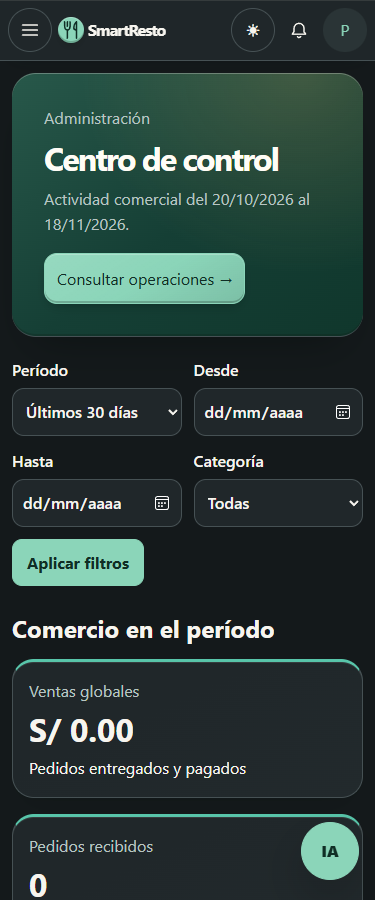 SmartResto
P
Administración
Centro de control
Actividad comercial del 20/10/2026 al
18/11/2026.
Consultar operaciones →
Período
Desde
Últimos 30 días
dd/mm/aaaa
Hasta
Categoría
dd/mm/aaaa
Todas
Aplicar filtros
Comercio en el período
Ventas globales
S/ 0.00
Pedidos entregados y pagados
Pedidos recibidos
IA
0